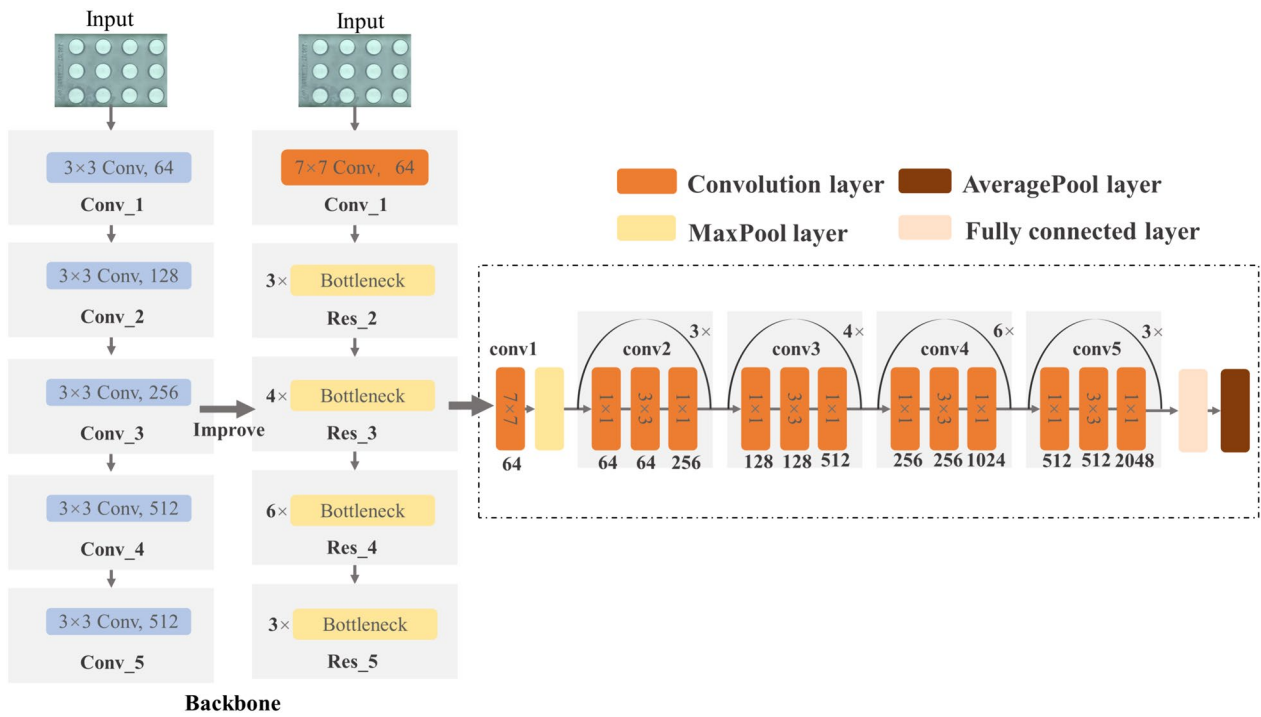 Input
3×3 Conv, 64
Conv_1
3×3 Conv, 128
Conv_2
3×3 Conv, 256
Conv_3
3×3 Conv, 512
Conv_4
3×3 Conv, 512
Conv_5
Improve
Input
7×7 Conv, 64
Conv_1
3× Bottleneck
Res_2
4× Bottleneck
Res_3
6× Bottleneck
Res_4
3× Bottleneck
Res_5
Backbone
Convolution layer
AveragePool layer
MaxPool layer
Fully connected layer
conv1
7×7
64
3×
conv2
1×1 3×3 1×1
64 64 256
4×
conv3
1×1 3×3 1×1
128 128 512
6×
conv4
1×1 3×3 1×1
256 256 1024
3×
conv5
1×1 3×3 1×1
512 512 2048